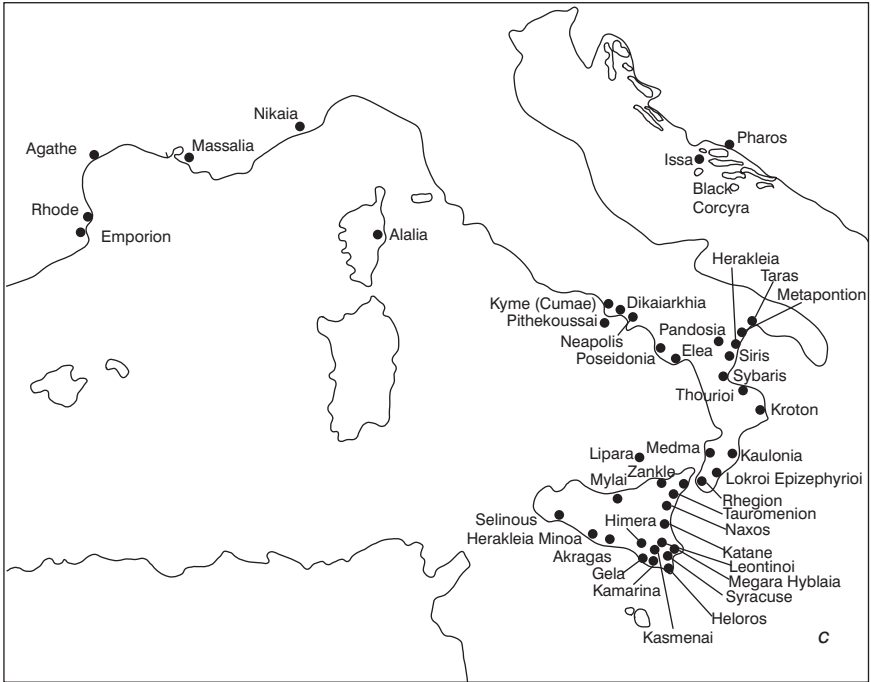 Nikaia
Agathe
Massalia
Pharos
Issa
Black
Corcyra
Rhode
Emporion
Alalia
Herakleia
Taras
Metapontion
Kyme (Cumae)
Dikaiarkhia
Pithekoussai
Neapolis
Pandosia
Poseidonia
Elea
Siris
Sybaris
Thourioi
Kroton
Lipara
Medma
Kaulonia
Zankle
Mylai
Lokroi Epizephyrioi
Rhegion
Tauromenion
Naxos
Selinous
Himera
Herakleia Minoa
Katane
Akragas
Leontinoi
Gela
Megara Hyblaia
Kamarina
Syracuse
Heloros
Kasmenai
C